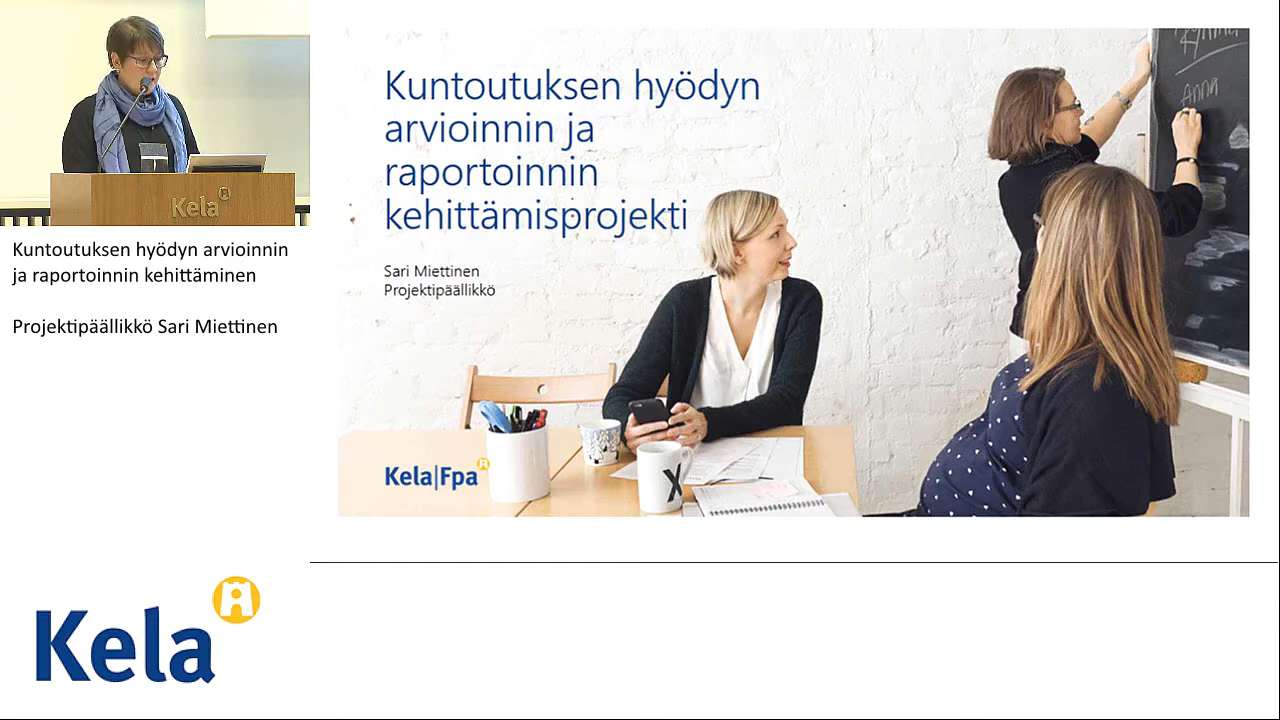 Kela
Kuntoutuksen hyödyn arvioinnin
ja raportoinnin kehittäminen
Projektipäällikkö Sari Miettinen
Kuntoutuksen hyödyn
arvioinnin ja
raportoinnin
kehittämisprojekti
Sari Miettinen
Projektipäällikkö
Kela|Fpa
Anna
X
Kela